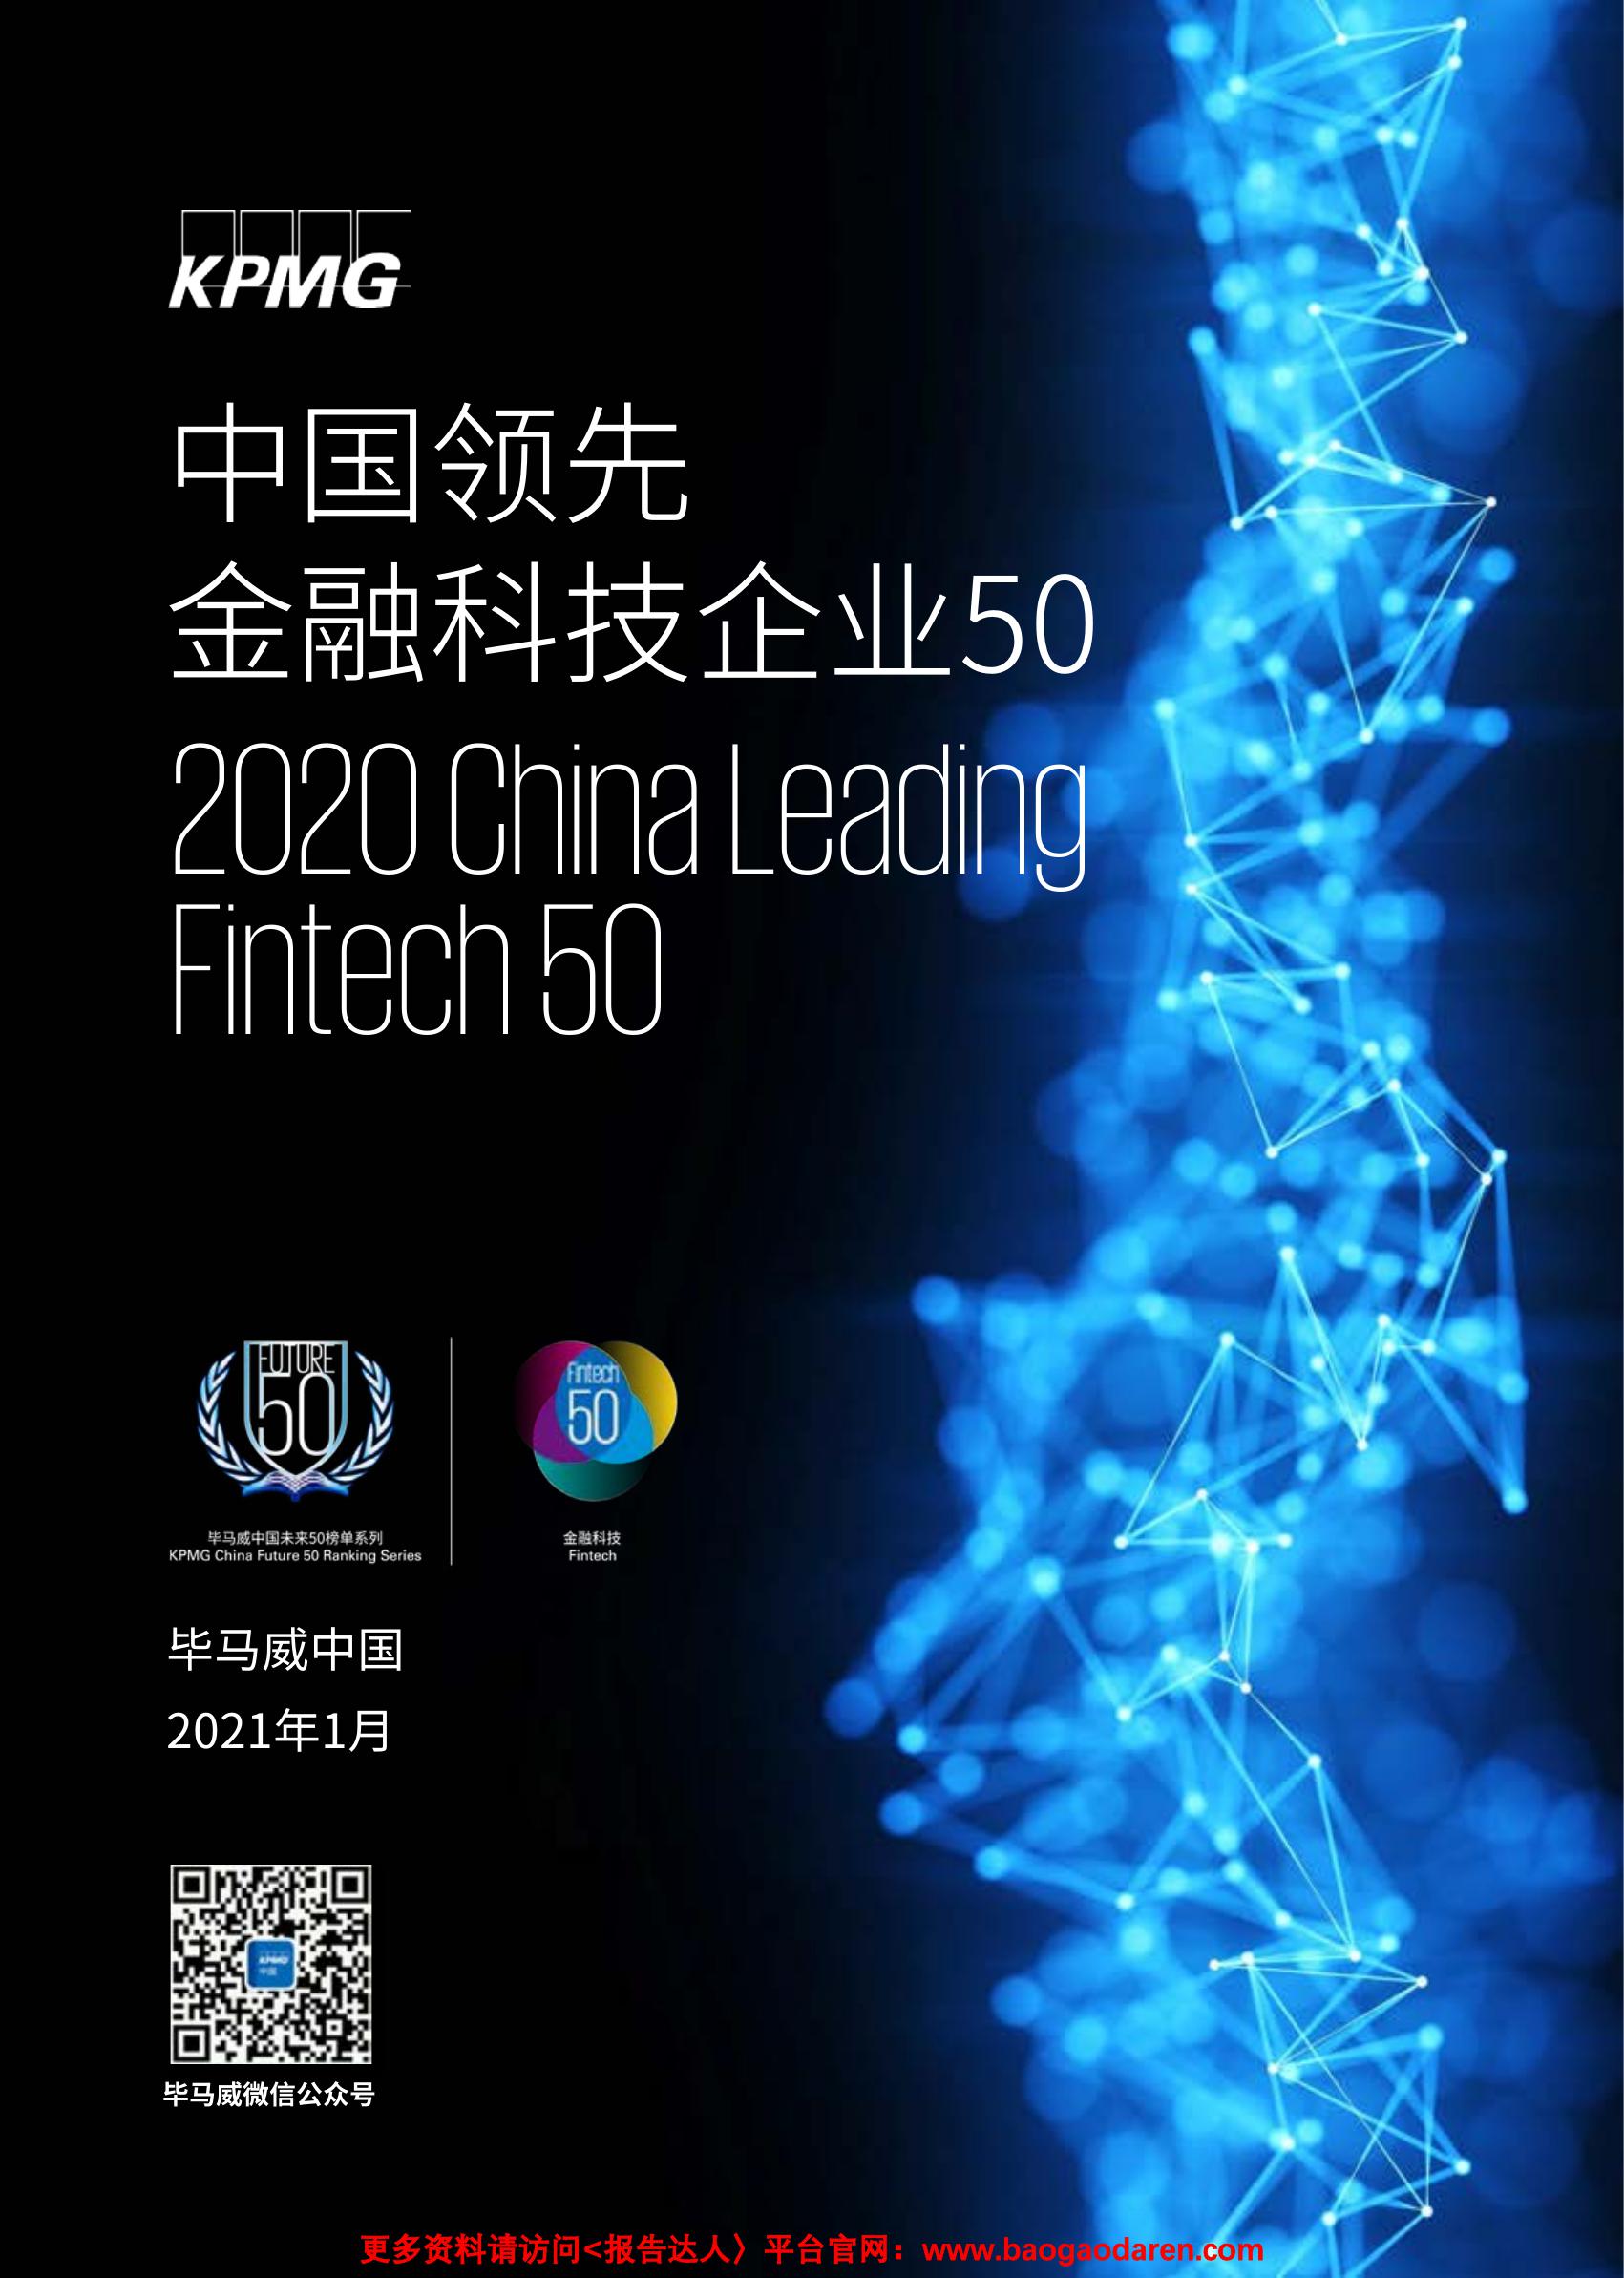 KPMG
中国领先
金融科技企业50
2020 China Leading
Fintech 50
FUTURE
50
Fintech
50
毕马威中国未来50榜单系列
KPMG China Future 50 Ranking Series
金融科技
Fintech
毕马威中国
2021年1月
KPMG
中国
毕马威微信公众号
更多资料请访问<报告达人〉平台官网：www.baogaodaren.com